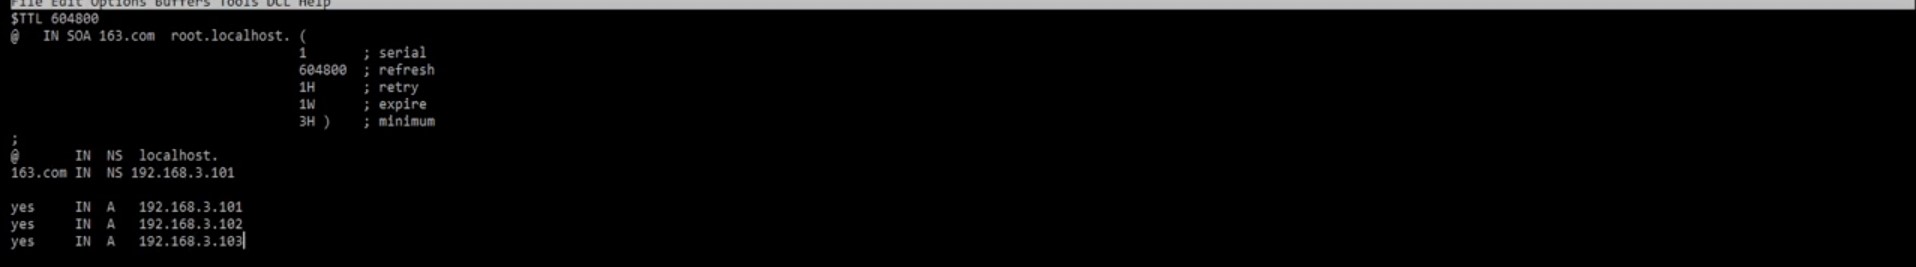 File Edit Options Buffers Tools DCL Help
$TTL 604800
@   IN SOA 163.com  root.localhost. (
                                    1       ; serial
                                    604800  ; refresh
                                    1H      ; retry
                                    1W      ; expire
                                    3H )    ; minimum
;
@       IN  NS  localhost.
163.com IN  NS 192.168.3.101
yes     IN  A   192.168.3.101
yes     IN  A   192.168.3.102
yes     IN  A   192.168.3.103